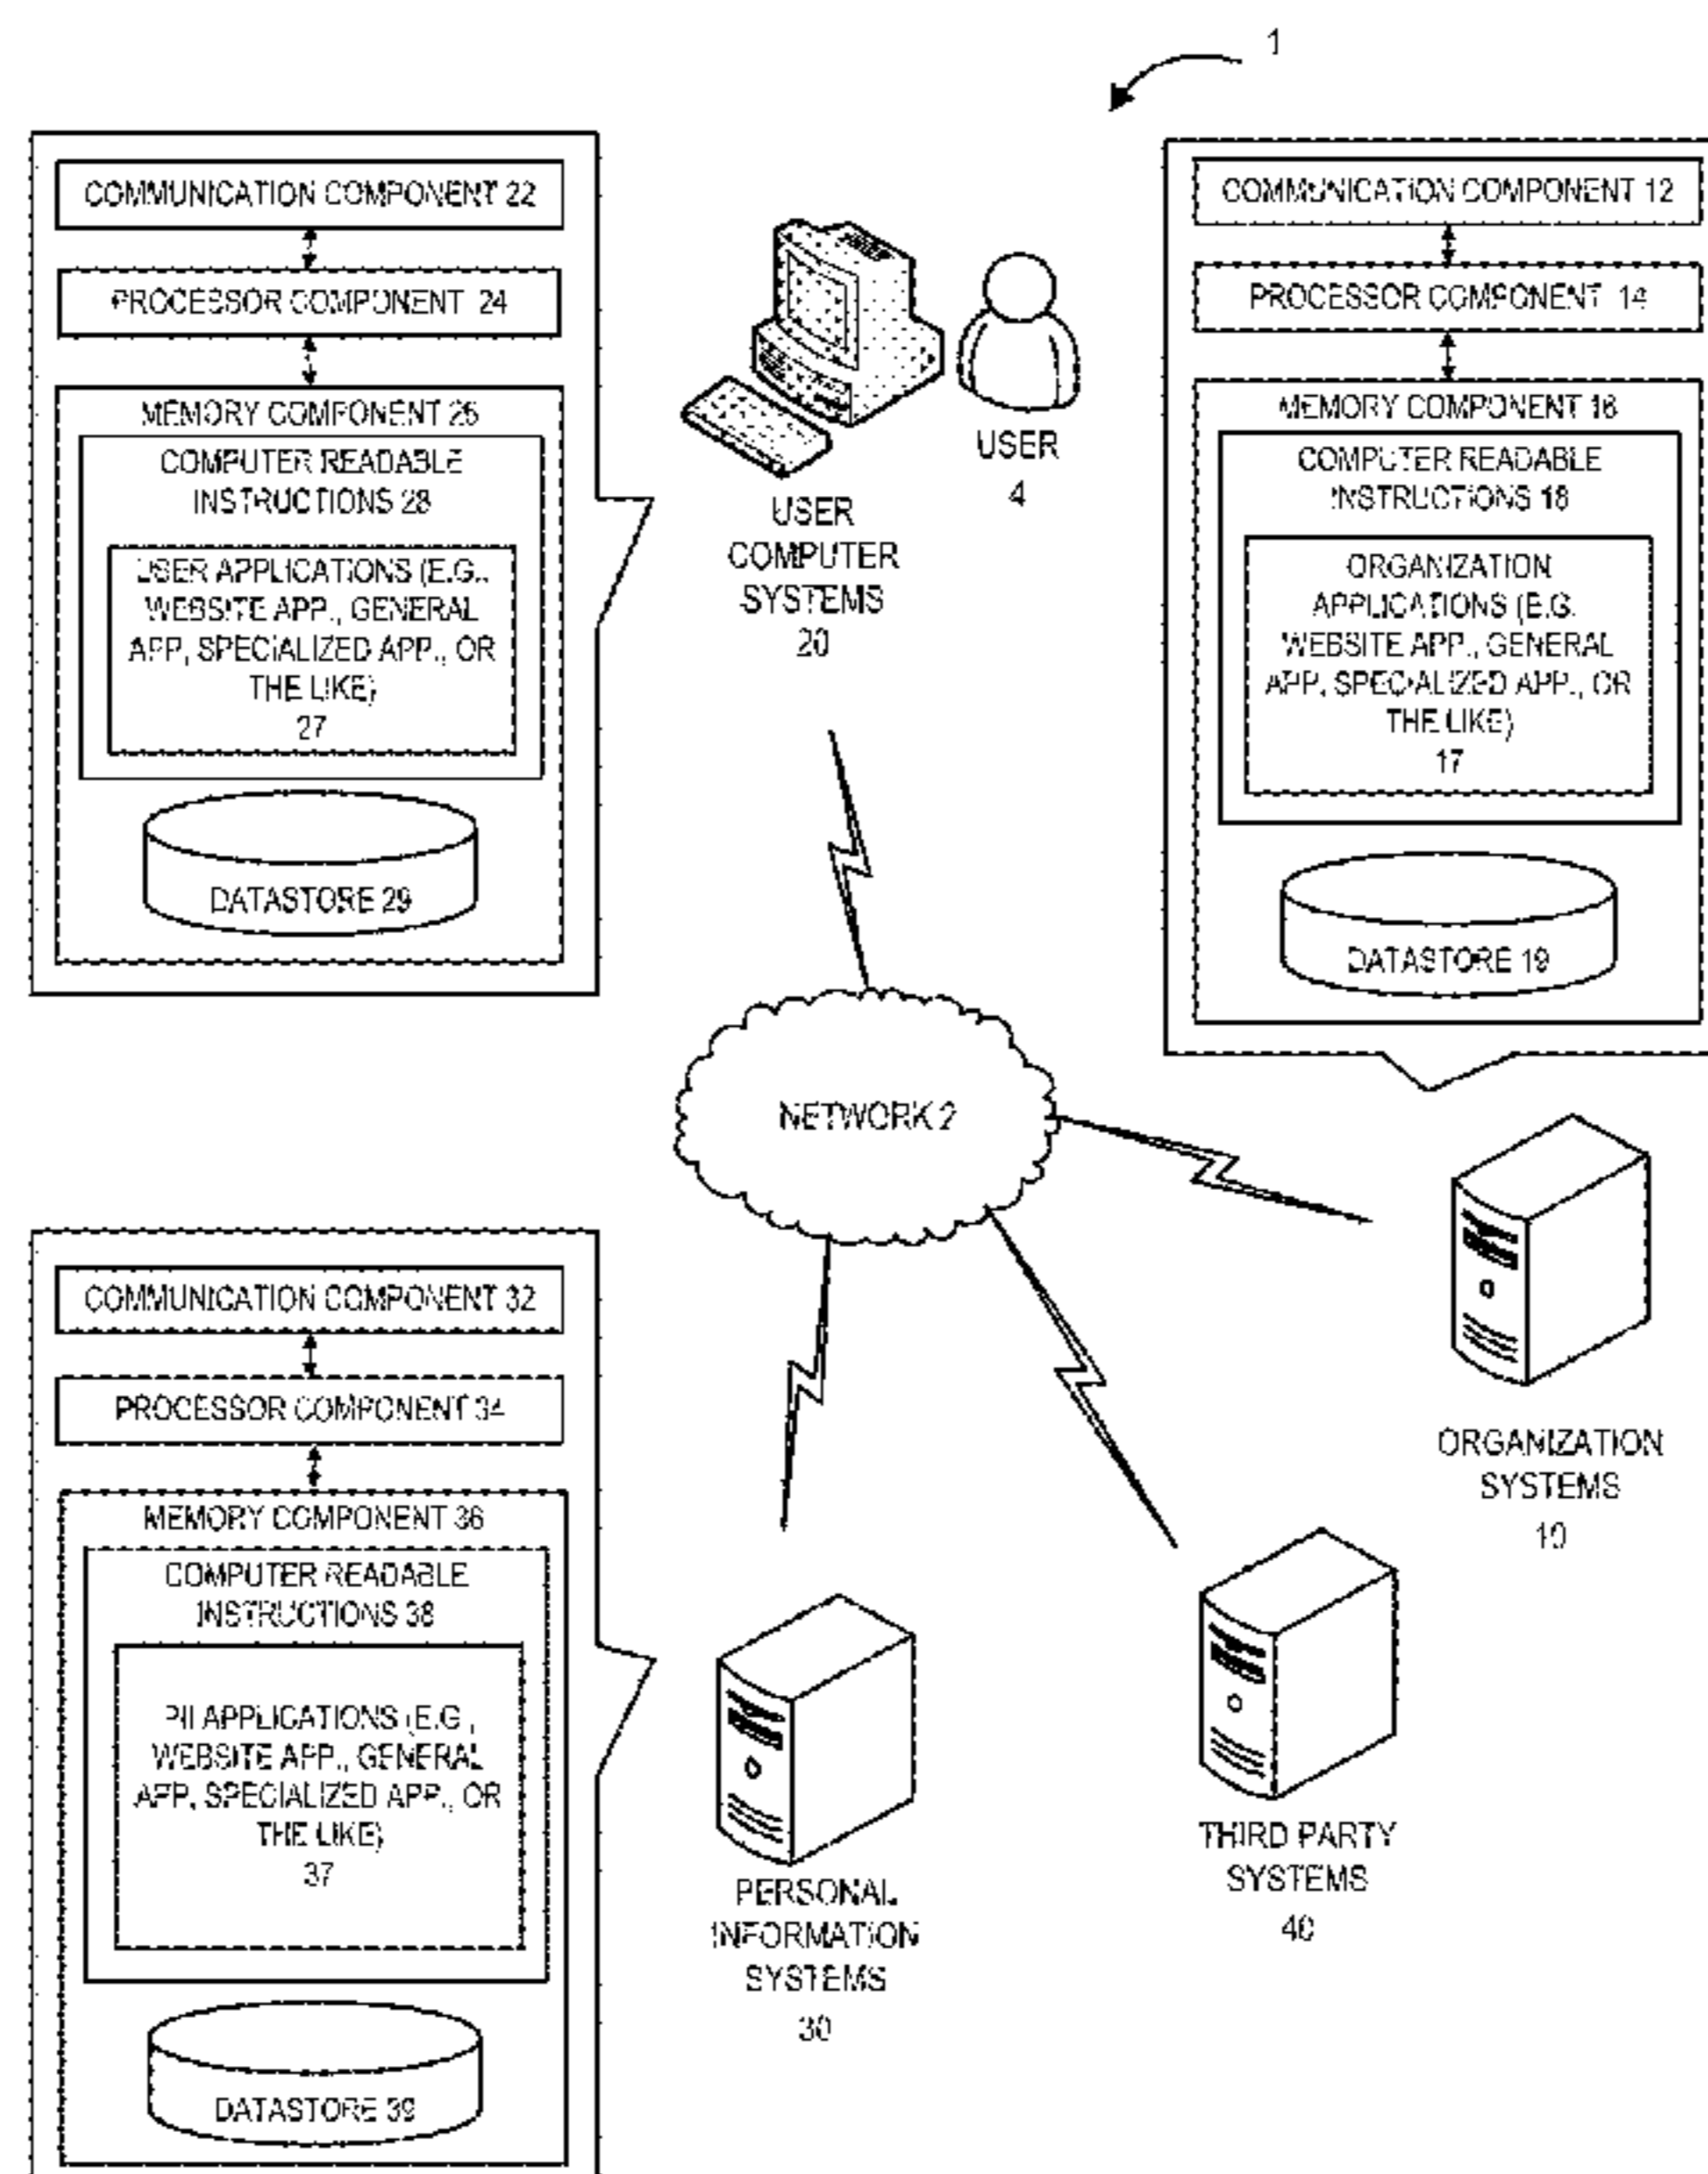 1
COMMUNICATION COMPONENT 22
PROCESSOR COMPONENT 24
MEMORY COMPONENT 26
COMPUTER READABLE
INSTRUCTIONS 28
USER APPLICATIONS (E.G.,
WEBSITE APP., GENERAL
APP, SPECIALIZED APP., OR
THE LIKE)
27
DATASTORE 29
USER
COMPUTER
SYSTEMS
20
USER
4
COMMUNICATION COMPONENT 12
PROCESSOR COMPONENT 14
MEMORY COMPONENT 16
COMPUTER READABLE
INSTRUCTIONS 18
ORGANIZATION
APPLICATIONS (E.G.
WEBSITE APP., GENERAL
APP, SPECIALIZED APP., OR
THE LIKE)
17
DATASTORE 19
NETWORK 2
ORGANIZATION
SYSTEMS
10
COMMUNICATION COMPONENT 32
PROCESSOR COMPONENT 34
MEMORY COMPONENT 36
COMPUTER READABLE
INSTRUCTIONS 38
PII APPLICATIONS (E.G.,
WEBSITE APP., GENERAL
APP, SPECIALIZED APP., OR
THE LIKE)
37
DATASTORE 39
PERSONAL
INFORMATION
SYSTEMS
30
THIRD PARTY
SYSTEMS
40